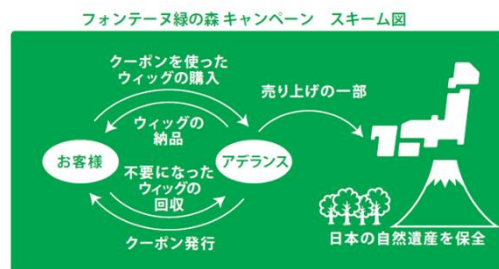 フォンテーヌ緑の森 キャンペーン　スキーム図
クーポンを使った
ウィッグの購入
売り上げの一部
ウィッグの
納品
お客様
アデランス
不要になった
ウィッグの
回収
クーポン発行
日本の自然遺産を保全